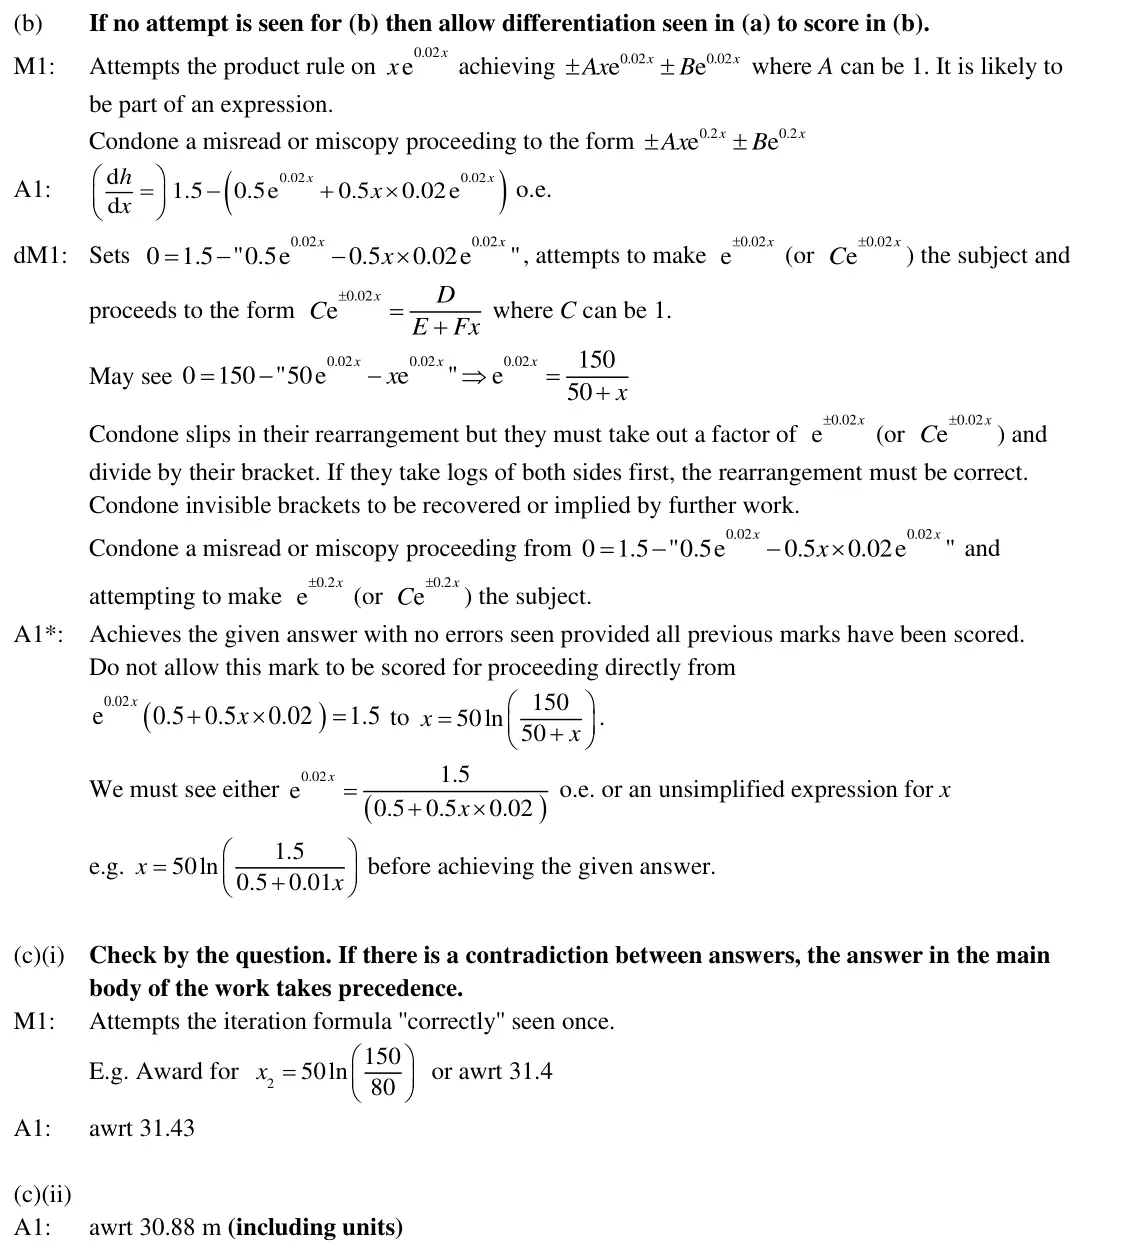 (b) If no attempt is seen for (b) then allow differentiation seen in (a) to score in (b).
M1: Attempts the product rule on xe^{0.02x} achieving ±Axe^{0.02x} ± Be^{0.02x} where A can be 1. It is likely to
be part of an expression.
Condone a misread or miscopy proceeding to the form ±Axe^{0.2x} ± Be^{0.2x}
A1: (dh/dx =) 1.5 − (0.5e^{0.02x} + 0.5x × 0.02e^{0.02x}) o.e.
dM1: Sets 0 = 1.5 − "0.5e^{0.02x} − 0.5x × 0.02e^{0.02x}", attempts to make e^{±0.02x} (or Ce^{±0.02x}) the subject and
proceeds to the form Ce^{±0.02x} = D/(E + Fx) where C can be 1.
May see 0 = 150 − "50e^{0.02x} − xe^{0.02x}" ⇒ e^{0.02x} = 150/(50 + x)
Condone slips in their rearrangement but they must take out a factor of e^{±0.02x} (or Ce^{±0.02x}) and
divide by their bracket. If they take logs of both sides first, the rearrangement must be correct.
Condone invisible brackets to be recovered or implied by further work.
Condone a misread or miscopy proceeding from 0 = 1.5 − "0.5e^{0.02x} − 0.5x × 0.02e^{0.02x}" and
attempting to make e^{±0.2x} (or Ce^{±0.2x}) the subject.
A1*: Achieves the given answer with no errors seen provided all previous marks have been scored.
Do not allow this mark to be scored for proceeding directly from
e^{0.02x}(0.5 + 0.5x × 0.02) = 1.5 to x = 50 ln(150/(50 + x)).
We must see either e^{0.02x} = 1.5/(0.5 + 0.5x × 0.02) o.e. or an unsimplified expression for x
e.g. x = 50 ln(1.5/(0.5 + 0.01x)) before achieving the given answer.
(c)(i) Check by the question. If there is a contradiction between answers, the answer in the main
body of the work takes precedence.
M1: Attempts the iteration formula "correctly" seen once.
E.g. Award for x₂ = 50 ln(150/80) or awrt 31.4
A1: awrt 31.43
(c)(ii)
A1: awrt 30.88 m (including units)